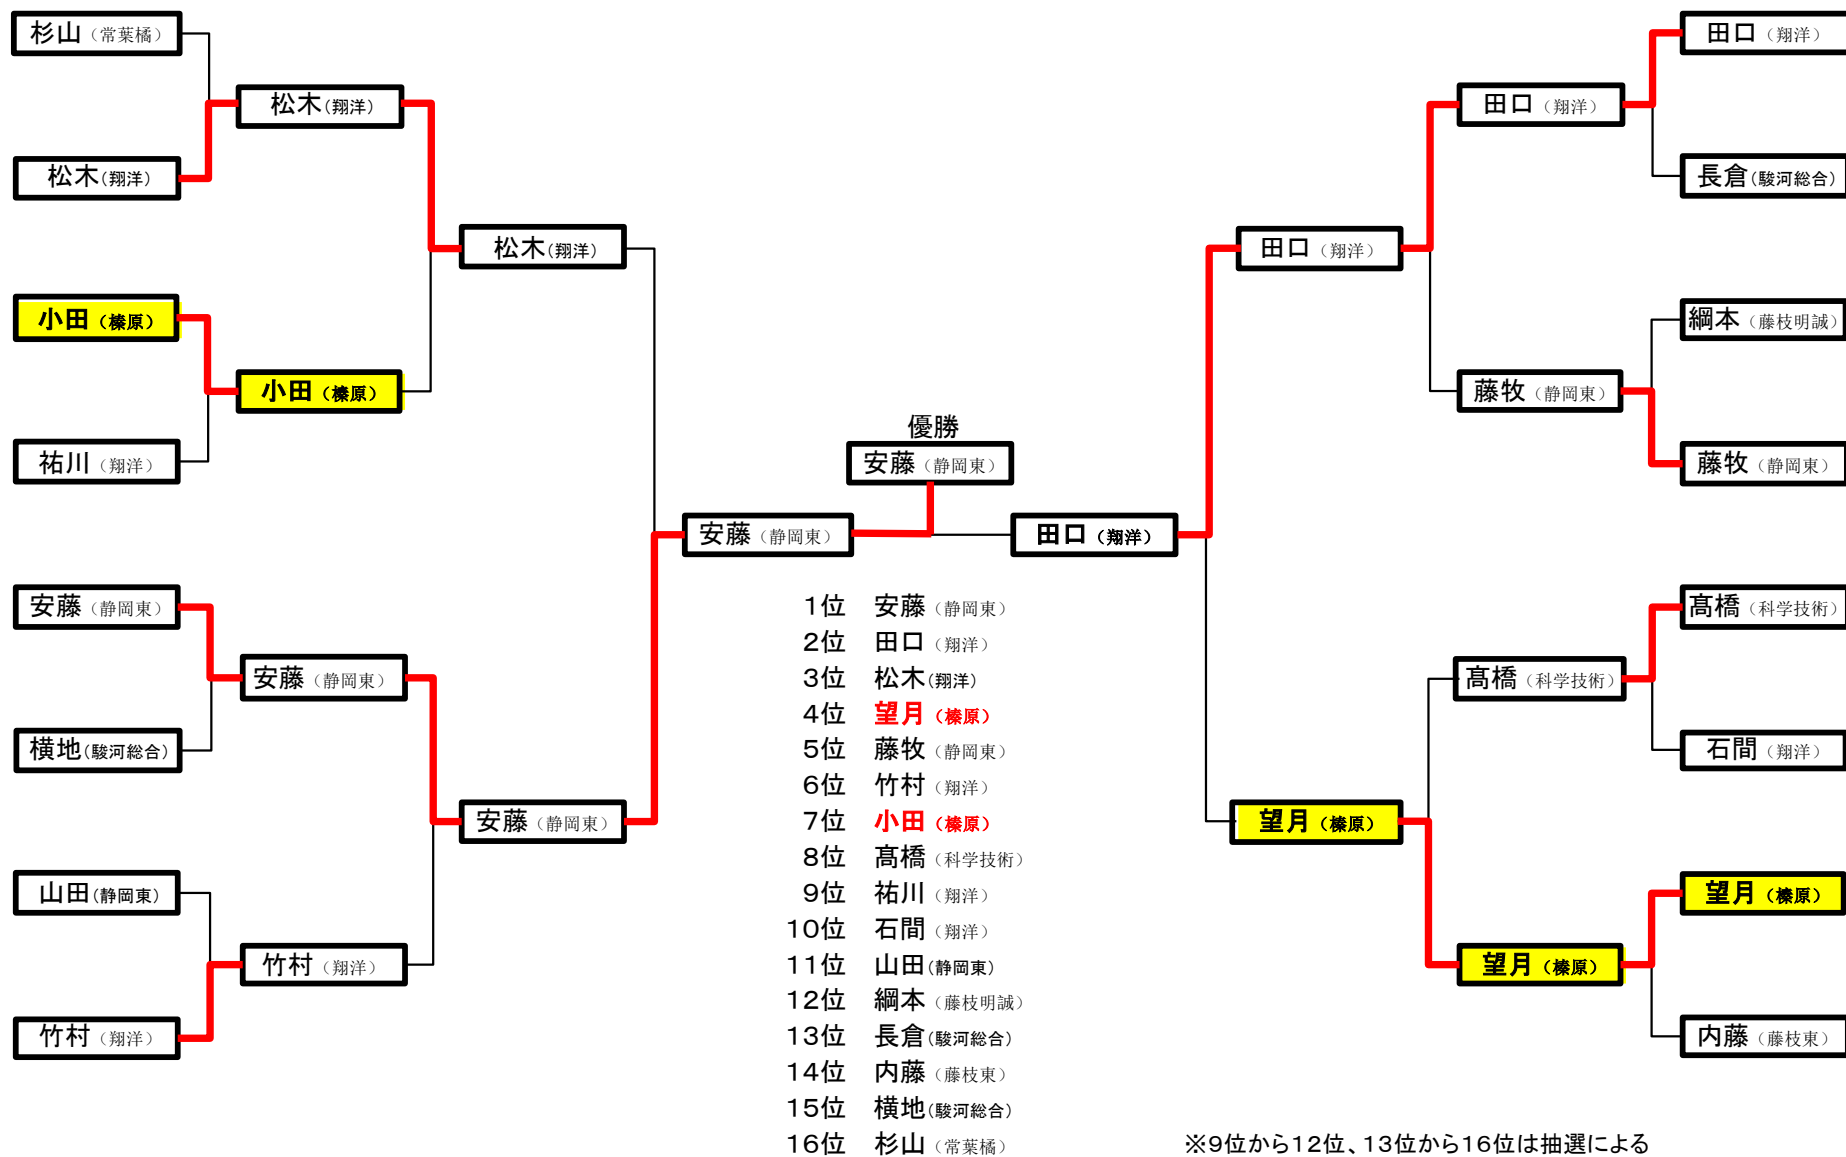 杉山（常葉橘）
松木(翔洋)
松木(翔洋)
松木(翔洋)
小田（榛原）
小田（榛原）
祐川（翔洋）
安藤（静岡東）
安藤（静岡東）
横地(駿河総合)
安藤（静岡東）
山田(静岡東)
竹村（翔洋）
竹村（翔洋）
安藤（静岡東）
優勝
安藤（静岡東）
田口（翔洋）
田口（翔洋）
田口（翔洋）
田口（翔洋）
長倉(駿河総合)
綱本（藤枝明誠）
藤牧（静岡東）
藤牧（静岡東）
髙橋（科学技術）
髙橋（科学技術）
石間（翔洋）
望月（榛原）
望月（榛原）
望月（榛原）
内藤（藤枝東）
1位 安藤（静岡東）
2位 田口（翔洋）
3位 松木(翔洋)
4位 望月（榛原）
5位 藤牧（静岡東）
6位 竹村（翔洋）
7位 小田（榛原）
8位 髙橋（科学技術）
9位 祐川（翔洋）
10位 石間（翔洋）
11位 山田(静岡東)
12位 綱本（藤枝明誠）
13位 長倉(駿河総合)
14位 内藤（藤枝東）
15位 横地(駿河総合)
16位 杉山（常葉橘）
※9位から12位、13位から16位は抽選による